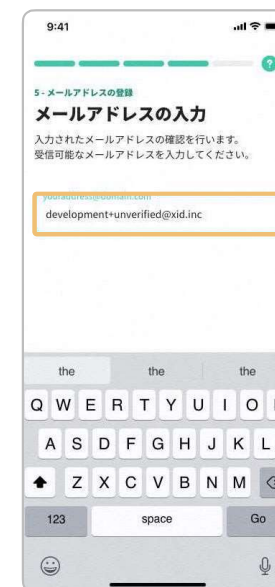 9:41
?
5 - メールアドレスの登録
メールアドレスの入力
入力されたメールアドレスの確認を行います。
受信可能なメールアドレスを入力してください。
youraddress@domain.com
development+unverified@xid.inc
the the the
Q W E R T Y U I O
A S D F G H J K L
Z X C V B N M
123 space Go